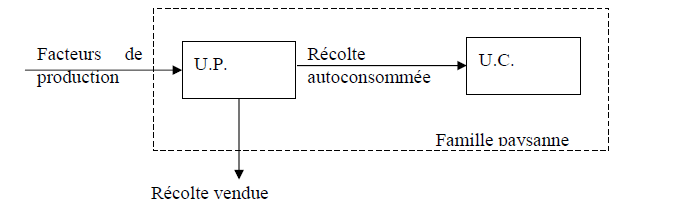 Facteurs de
production
U.P.
Récolte
autoconsommée
U.C.
Famille paysanne
Récolte vendue